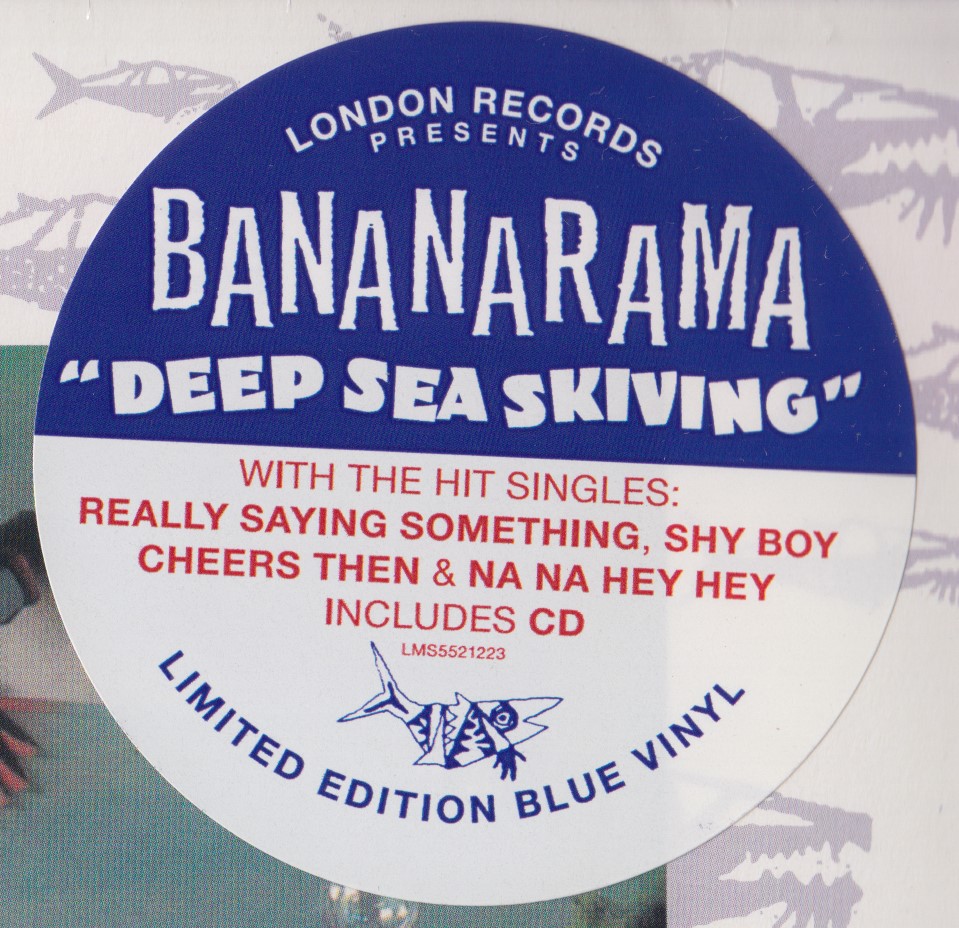 LONDON RECORDS
PRESENTS
BANANARAMA
“DEEP SEA SKIVING”
WITH THE HIT SINGLES:
REALLY SAYING SOMETHING, SHY BOY
CHEERS THEN & NA NA HEY HEY
INCLUDES CD
LMS5521223
LIMITED EDITION BLUE VINYL